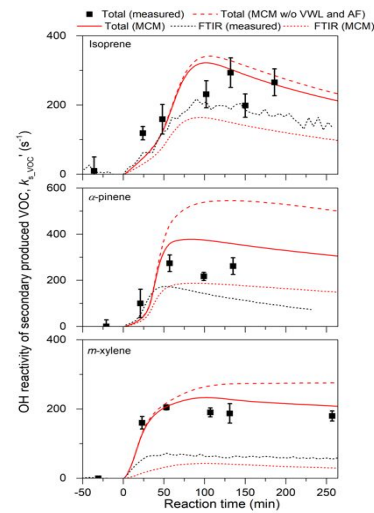 Total (measured) Total (MCM w/o VWL and AF)
Total (MCM) FTIR (measured) FTIR (MCM)
Isoprene
400
200
0
α-pinene
600
400
200
0
m-xylene
400
200
0
OH reactivity of secondary produced VOC, k's_VOC' (s⁻¹)
-50 0 50 100 150 200 250
Reaction time (min)